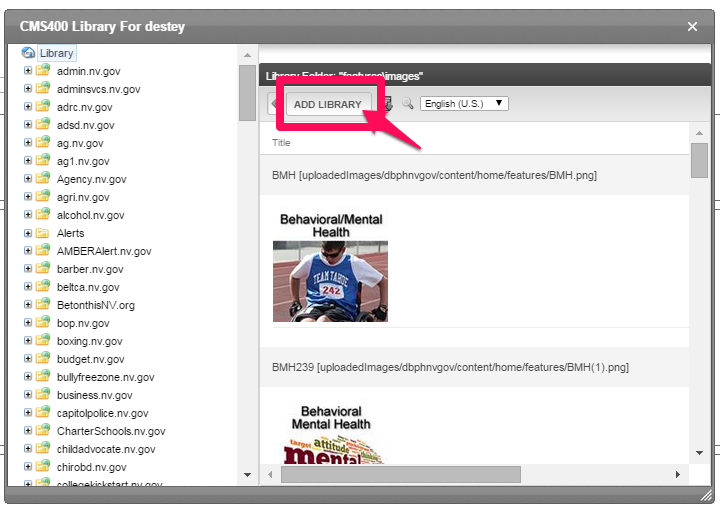 CMS400 Library For destey
Library
admin.nv.gov
adminsvcs.nv.gov
adrc.nv.gov
adsd.nv.gov
ag.nv.gov
ag1.nv.gov
Agency.nv.gov
agri.nv.gov
alcohol.nv.gov
Alerts
AMBERAlert.nv.gov
barber.nv.gov
beltca.nv.gov
BetonthisNV.org
bop.nv.gov
boxing.nv.gov
budget.nv.gov
bullyfreezone.nv.gov
business.nv.gov
capitolpolice.nv.gov
CharterSchools.nv.gov
childadvocate.nv.gov
chirobd.nv.gov
collegekickstart.nv.gov
Library Folder: "features\images"
ADD LIBRARY
English (U.S.)
Title
BMH [uploadedImages/dbphnvgov/content/home/features/BMH.png]
Behavioral/Mental
Health
TEAM TAHOE
242
BMH239 [uploadedImages/dbphnvgov/content/home/features/BMH(1).png]
Behavioral
Mental Health
target attitude
mental